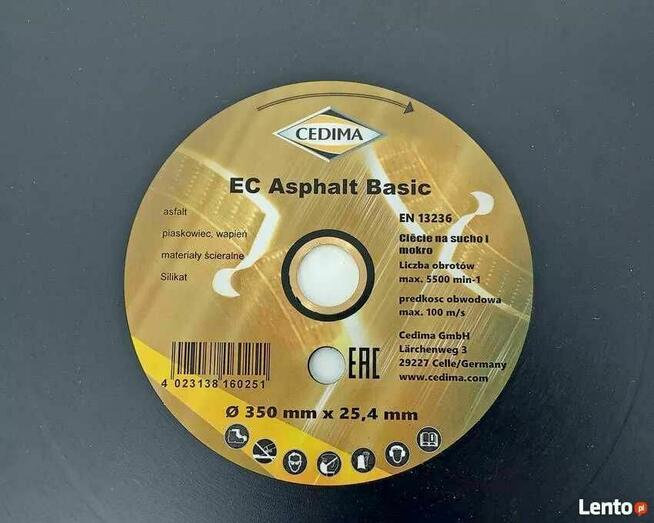 CEDIMA
EC Asphalt Basic
asfalt
piaskowiec, wapień
materiały ścieralne
Silikat
EN 13236
Cięcie na sucho i
mokro
Liczba obrotów
max. 5500 min-1
predkosc obwodowa
max. 100 m/s
Cedima GmbH
Lärchenweg 3
29227 Celle/Germany
www.cedima.com
4 023138 160251
EAC
Ø 350 mm x 25,4 mm
Lento.pl